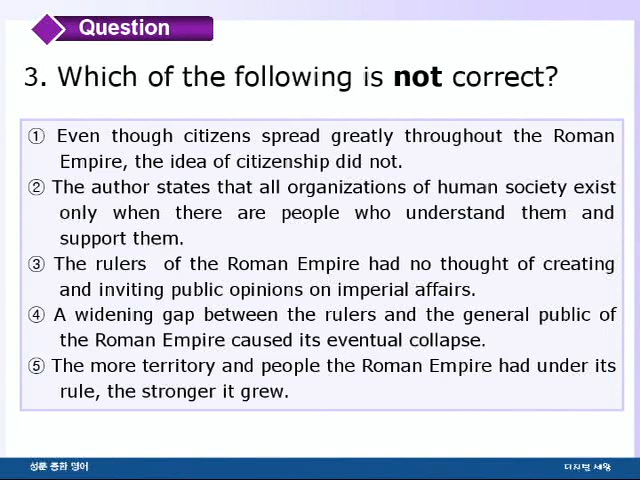 Question
3. Which of the following is not correct?
① Even though citizens spread greatly throughout the Roman
Empire, the idea of citizenship did not.
② The author states that all organizations of human society exist
only when there are people who understand them and
support them.
③ The rulers of the Roman Empire had no thought of creating
and inviting public opinions on imperial affairs.
④ A widening gap between the rulers and the general public of
the Roman Empire caused its eventual collapse.
⑤ The more territory and people the Roman Empire had under its
rule, the stronger it grew.
영어
디지털